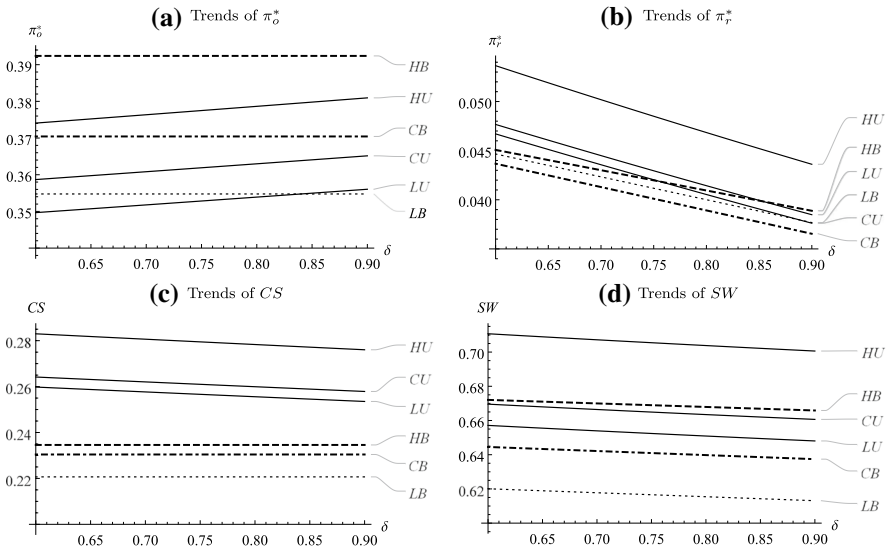 (a) Trends of π*o
π*o
0.39
0.38
0.37
0.36
0.35
0.65 0.70 0.75 0.80 0.85 0.90 δ
HB
HU
CB
CU
LU
LB
(b) Trends of π*r
π*r
0.050
0.045
0.040
0.65 0.70 0.75 0.80 0.85 0.90 δ
HU
HB
LU
LB
CU
CB
(c) Trends of CS
CS
0.28
0.26
0.24
0.22
0.65 0.70 0.75 0.80 0.85 0.90 δ
HU
CU
LU
HB
CB
LB
(d) Trends of SW
SW
0.70
0.68
0.66
0.64
0.62
0.65 0.70 0.75 0.80 0.85 0.90 δ
HU
HB
CU
LU
CB
LB